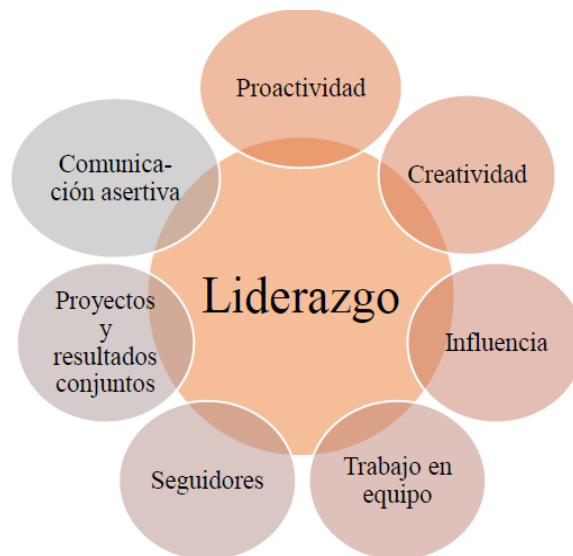 Proactividad
Creatividad
Influencia
Trabajo en
equipo
Seguidores
Proyectos
y
resultados
conjuntos
Comunica-
ción asertiva
Liderazgo